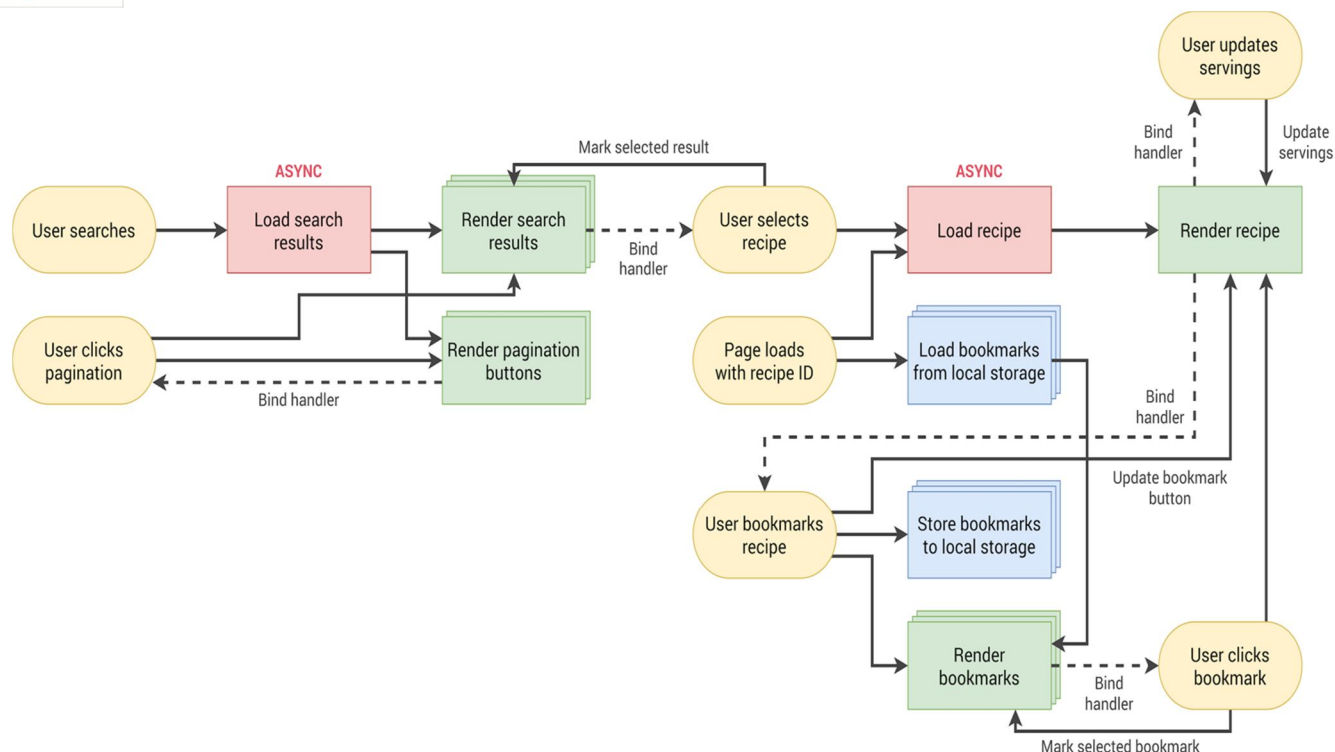 User updates
servings
Bind
handler
Update
servings
Mark selected result
ASYNC
ASYNC
User searches
Load search
results
Render search
results
Bind
handler
User selects
recipe
Load recipe
Render recipe
User clicks
pagination
Render pagination
buttons
Bind handler
Page loads
with recipe ID
Load bookmarks
from local storage
Bind
handler
Update bookmark
button
User bookmarks
recipe
Store bookmarks
to local storage
Render
bookmarks
Bind
handler
User clicks
bookmark
Mark selected bookmark